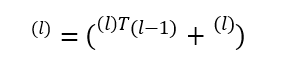 (l) = ((l)T(l−1) + (l))